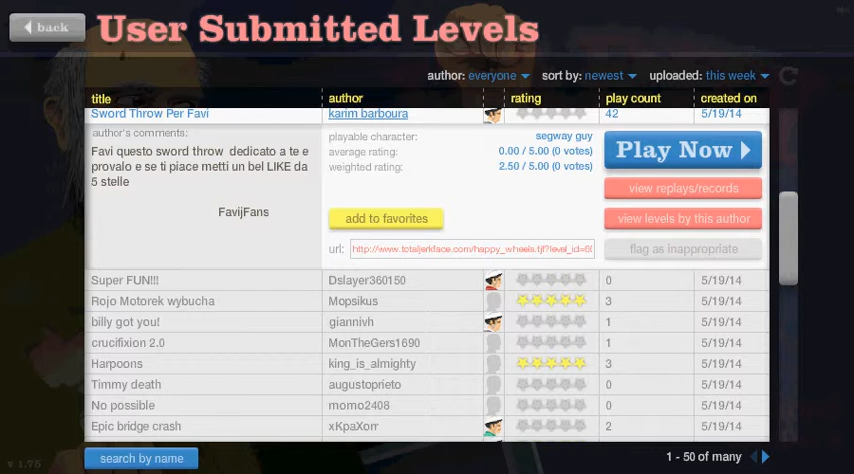 back
User Submitted Levels
author: everyone sort by: newest uploaded: this week
title author rating play count created on
Sword Throw Per Favi karim barboura 42 5/19/14
author's comments:
Favi questo sword throw dedicato a te e
provalo e se ti piace metti un bel LIKE da
5 stelle
FavijFans
playable character: segway guy
average rating: 0.00 / 5.00 (0 votes)
weighted rating: 2.50 / 5.00 (0 votes)
add to favorites
url: http://www.totaljerkface.com/happy_wheels.tjf?level_id=6
Play Now
view replays/records
view levels by this author
flag as inappropriate
Super FUN!!! Dslayer360150 0 5/19/14
Rojo Motorek wybucha Mopsikus 3 5/19/14
billy got you! giannivh 1 5/19/14
crucifixion 2.0 MonTheGers1690 1 5/19/14
Harpoons king_is_almighty 3 5/19/14
Timmy death augustoprieto 0 5/19/14
No possible momo2408 0 5/19/14
Epic bridge crash xKpaXorr 2 5/19/14
v 1.75
search by name
1 - 50 of many